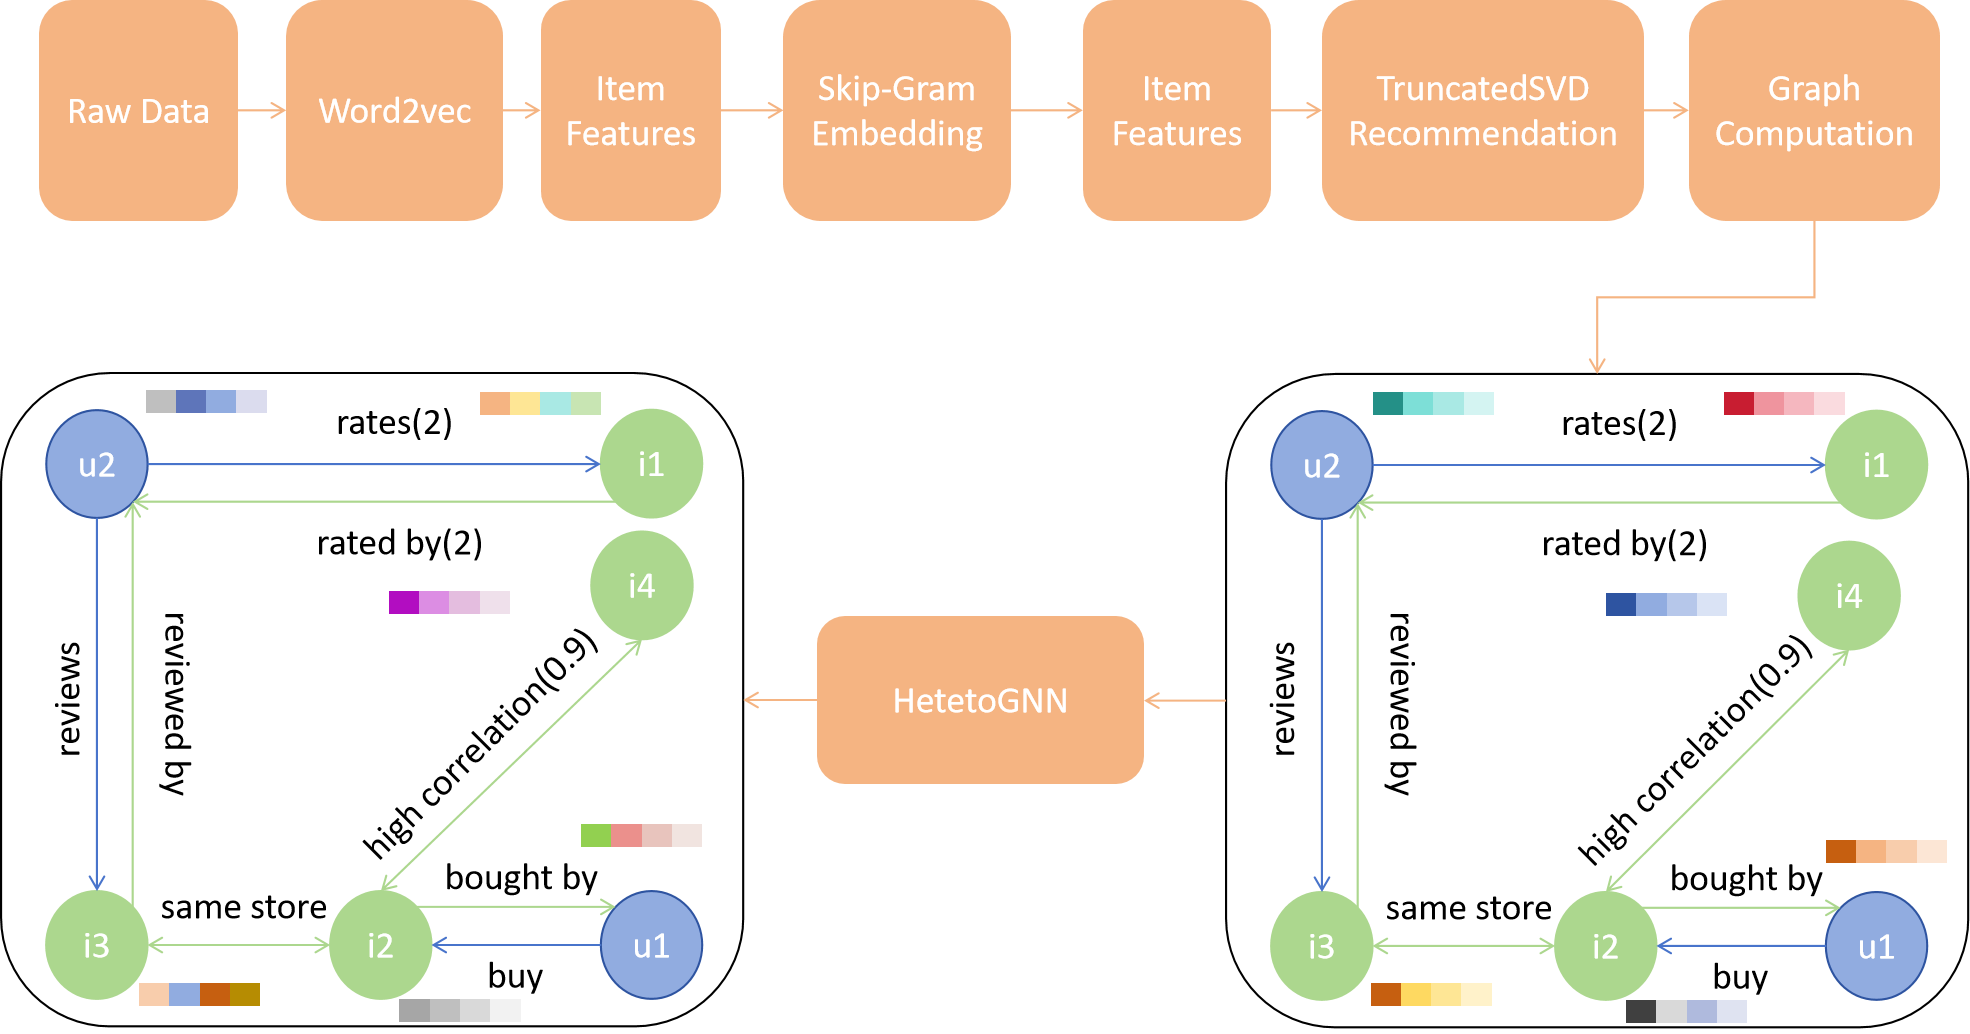 Raw Data
Word2vec
Item
Features
Skip-Gram
Embedding
Item
Features
TruncatedSVD
Recommendation
Graph
Computation
u2
rates(2)
i1
rated by(2)
i4
reviews
reviewed by
high correlation(0.9)
bought by
same store
i3
i2
u1
buy
HetetoGNN
u2
rates(2)
i1
rated by(2)
i4
reviews
reviewed by
high correlation(0.9)
bought by
same store
i3
i2
u1
buy